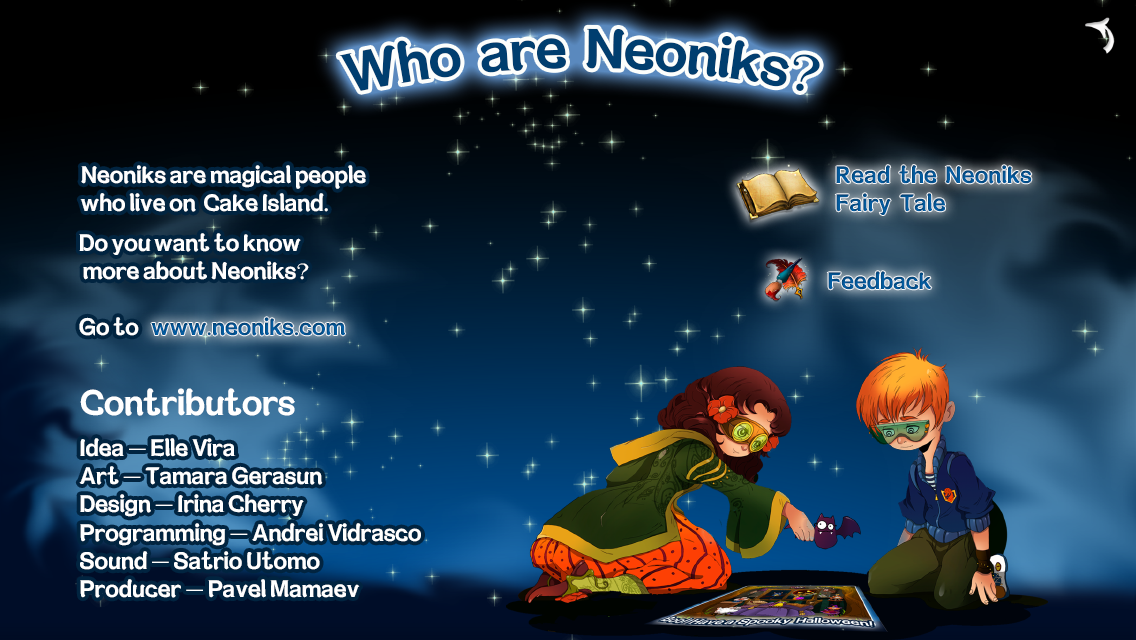 Who are Neoniks?
Neoniks are magical people
who live on Cake Island.
Do you want to know
more about Neoniks?
Go to www.neoniks.com
Read the Neoniks
Fairy Tale
Feedback
Contributors
Idea — Elle Vira
Art — Tamara Gerasun
Design — Irina Cherry
Programming — Andrei Vidrasco
Sound — Satrio Utomo
Producer — Pavel Mamaev
Boo! Have a Spooky Halloween!